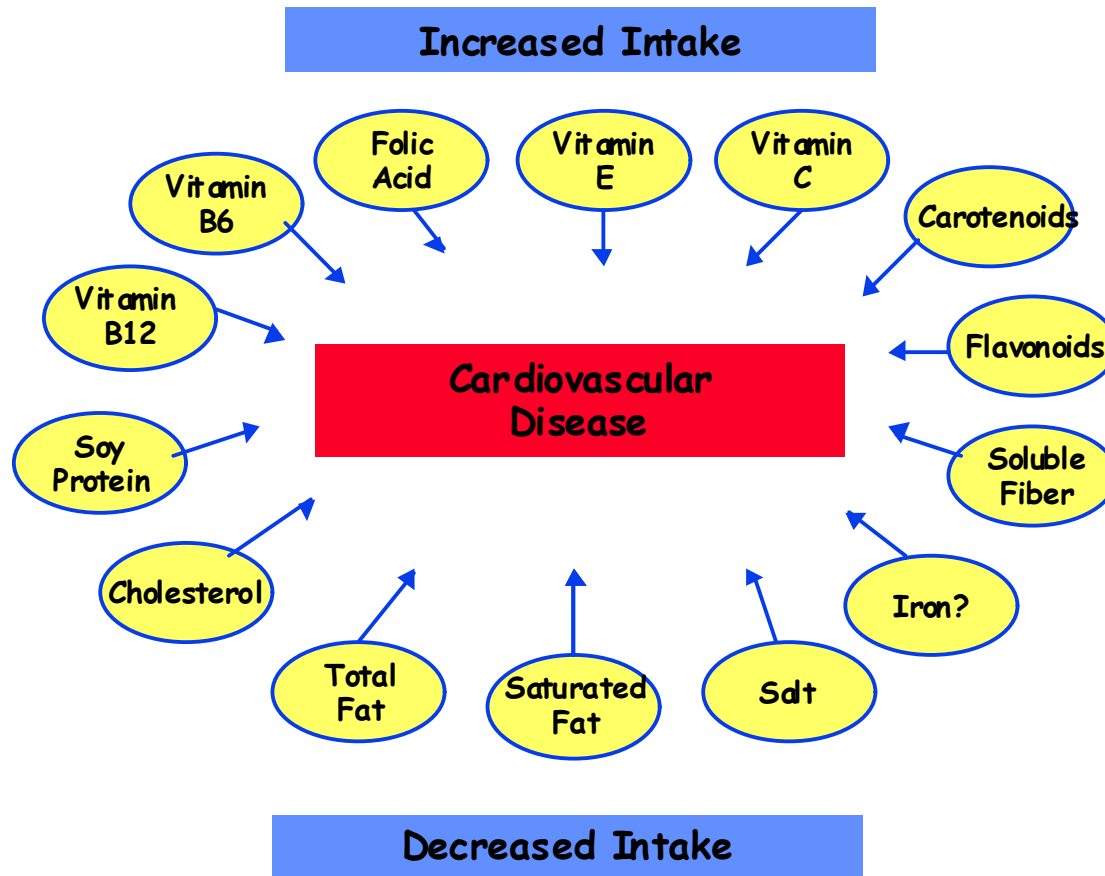 Increased Intake
Folic
Acid
Vitamin
E
Vitamin
C
Vitamin
B6
Carotenoids
Vitamin
B12
Flavonoids
Cardiovascular
Disease
Soy
Protein
Soluble
Fiber
Cholesterol
Iron?
Total
Fat
Saturated
Fat
Salt
Decreased Intake